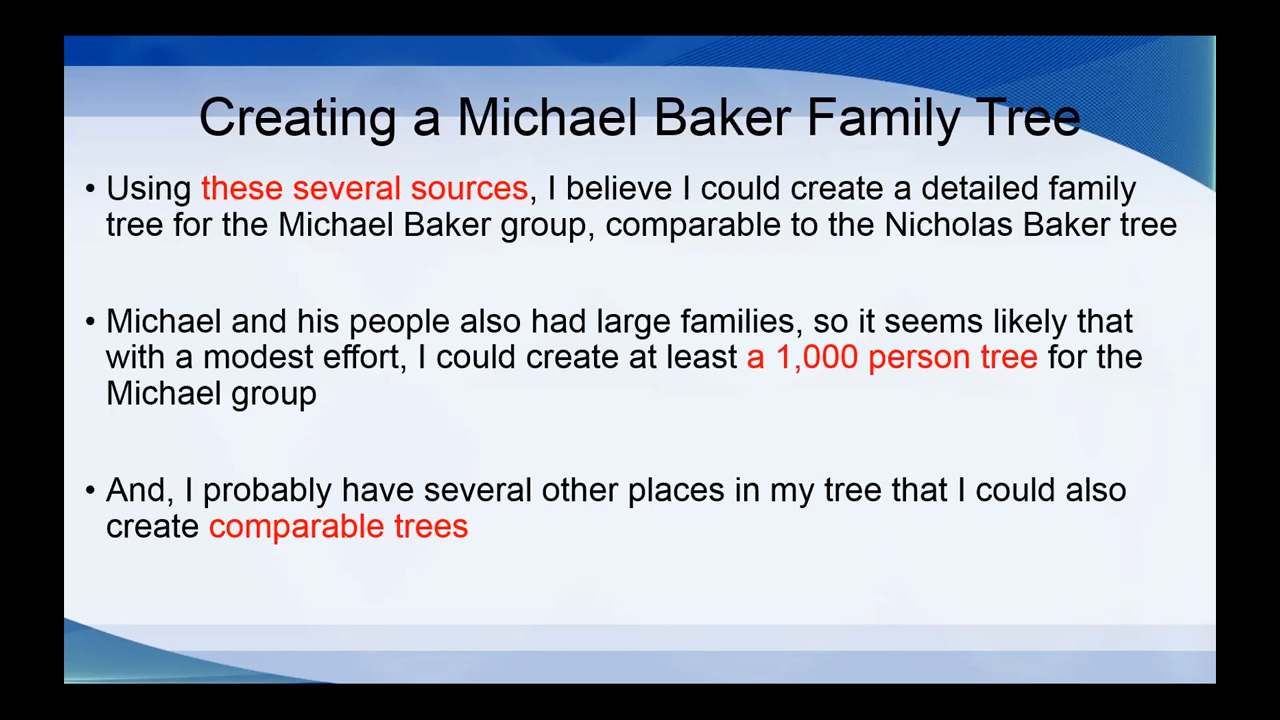 Creating a Michael Baker Family Tree
• Using these several sources, I believe I could create a detailed family
tree for the Michael Baker group, comparable to the Nicholas Baker tree
• Michael and his people also had large families, so it seems likely that
with a modest effort, I could create at least a 1,000 person tree for the
Michael group
• And, I probably have several other places in my tree that I could also
create comparable trees